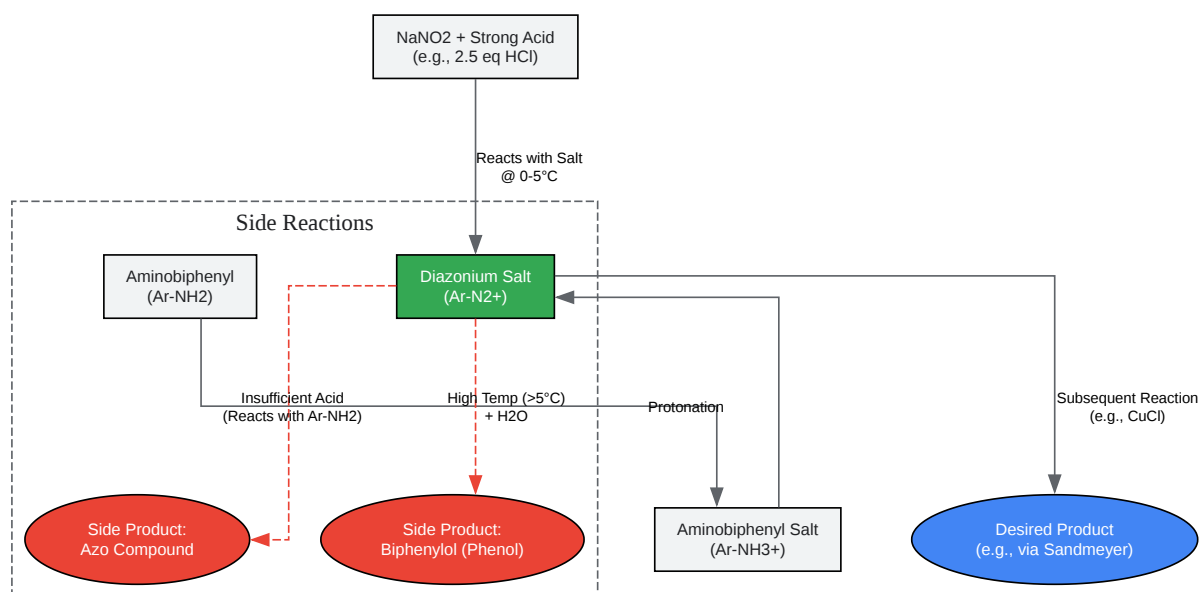 NaNO2 + Strong Acid
(e.g., 2.5 eq HCl)
Reacts with Salt
@ 0-5°C
Side Reactions
Aminobiphenyl
(Ar-NH2)
Diazonium Salt
(Ar-N2+)
Insufficient Acid
(Reacts with Ar-NH2)
High Temp (>5°C)
+ H2O
Protonation
Subsequent Reaction
(e.g., CuCl)
Side Product:
Azo Compound
Side Product:
Biphenylol (Phenol)
Aminobiphenyl Salt
(Ar-NH3+)
Desired Product
(e.g., via Sandmeyer)